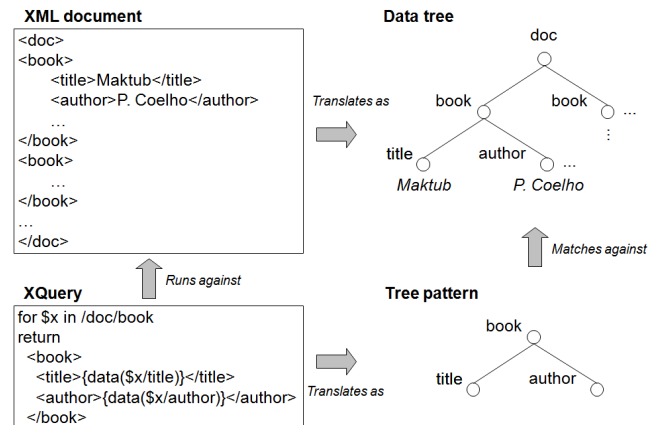 XML document
<doc>
<book>
<title>Maktub</title>
<author>P. Coelho</author>
…
</book>
<book>
…
</book>
…
</doc>
Translates as
Data tree
doc
book
book
...
...
title
author
...
Maktub
P. Coelho
Runs against
Matches against
XQuery
for $x in /doc/book
return
<book>
<title>{data($x/title)}</title>
<author>{data($x/author)}</author>
</book>
Translates as
Tree pattern
book
title
author